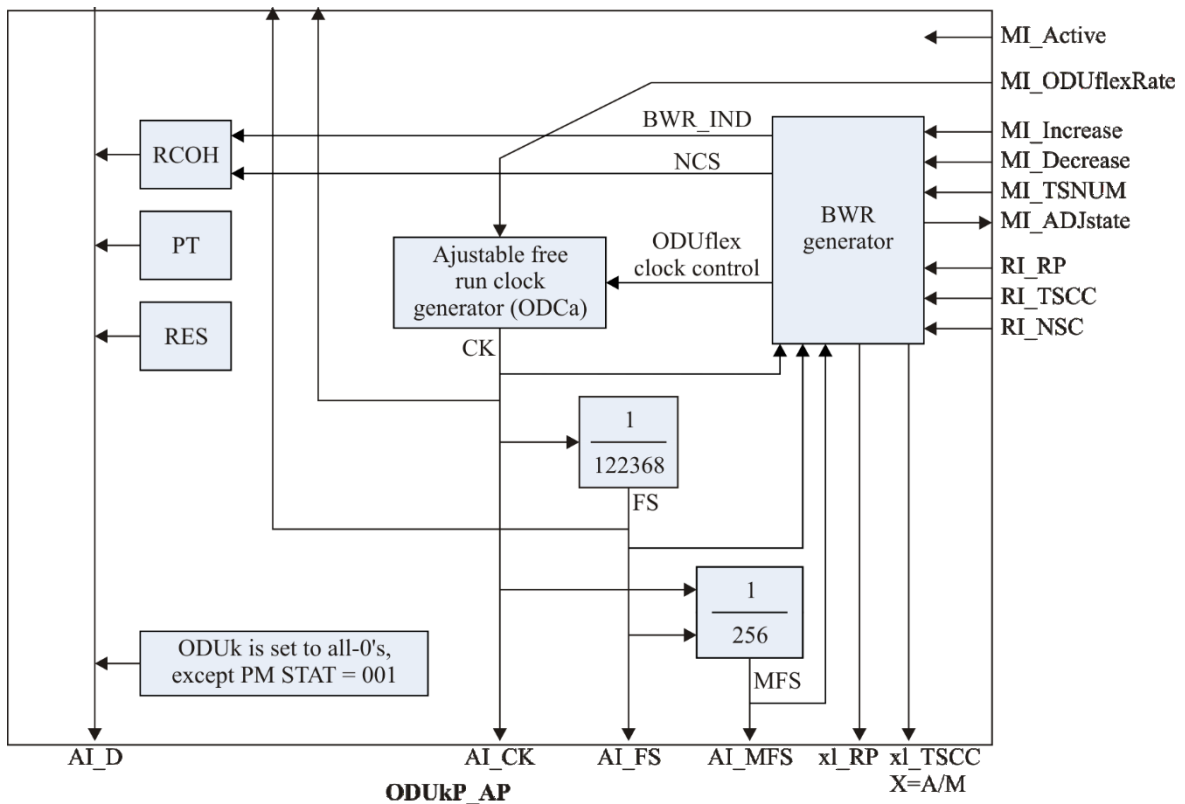 MI_Active
MI_ODUflexRate
BWR_IND
MI_Increase
RCOH
NCS
MI_Decrease
MI_TSNUM
BWR
generator
MI_ADJstate
PT
ODUflex
clock control
Ajustable free
run clock
generator (ODCa)
RI_RP
RI_TSCC
RI_NSC
RES
CK
1
122368
FS
1
256
ODUk is set to all-0's,
except PM STAT = 001
MFS
AI_D
AI_CK
AI_FS
AI_MFS
xl_RP
xl_TSCC
X=A/M
ODUkP_AP